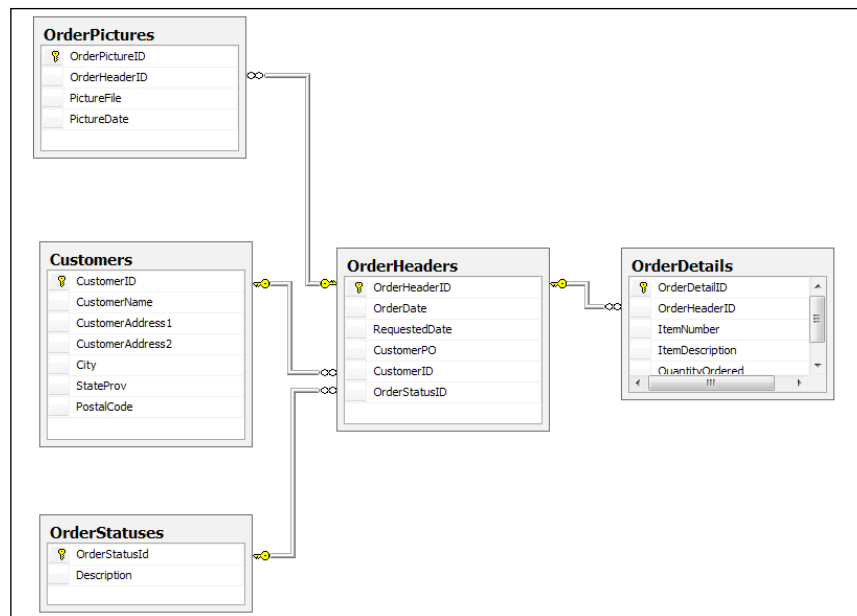 OrderPictures
OrderPictureID
OrderHeaderID
PictureFile
PictureDate
Customers
CustomerID
CustomerName
CustomerAddress1
CustomerAddress2
City
StateProv
PostalCode
OrderHeaders
OrderHeaderID
OrderDate
RequestedDate
CustomerPO
CustomerID
OrderStatusID
OrderDetails
OrderDetailID
OrderHeaderID
ItemNumber
ItemDescription
QuantityOrdered
OrderStatuses
OrderStatusId
Description